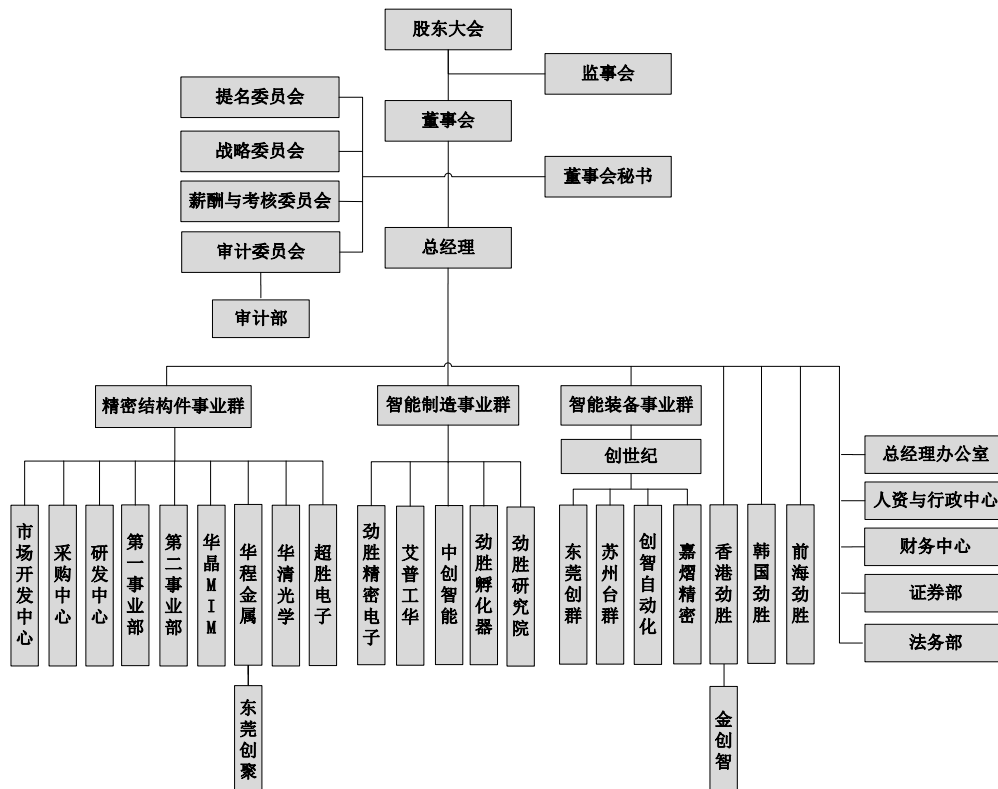 股东大会
监事会
提名委员会
董事会
战略委员会
董事会秘书
薪酬与考核委员会
审计委员会
总经理
审计部
精密结构件事业群
智能制造事业群
智能装备事业群
创世纪
总经理办公室
人资与行政中心
财务中心
证券部
法务部
市场开发中心
采购中心
研发中心
第一事业部
第二事业部
华晶MIM
华程金属
华清光学
超胜电子
劲胜精密电子
艾普工华
中创智能
劲胜孵化器
劲胜研究院
东莞创群
苏州台群
创智自动化
嘉熠精密
香港劲胜
韩国劲胜
前海劲胜
东莞创聚
金创智